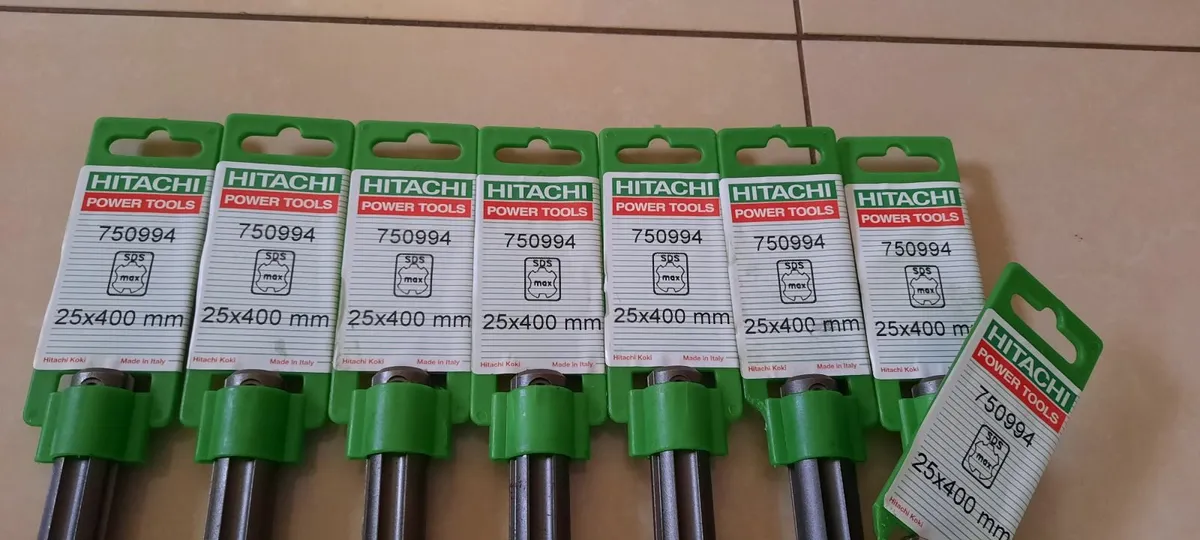 HITACHI
POWER TOOLS
750994
SDS
max
25x400 mm
Hitachi Koki Made in Italy
HITACHI
POWER TOOLS
750994
SDS
max
25x400 mm
Hitachi Koki Made in Italy
HITACHI
POWER TOOLS
750994
SDS
max
25x400 mm
Hitachi Koki Made in Italy
HITACHI
POWER TOOLS
750994
SDS
max
25x400 mm
Hitachi Koki Made in Italy
HITACHI
POWER TOOLS
750994
SDS
max
25x400 mm
Hitachi Koki Made in Italy
HITACHI
POWER TOOLS
750994
SDS
max
25x400 mm
Hitachi Koki Made in Italy
HITACHI
POWER TOOLS
750994
SDS
max
25x400 m
Hitachi Koki
HITACHI
POWER TOOLS
750994
SDS
max
25x400 mm
Hitachi Koki